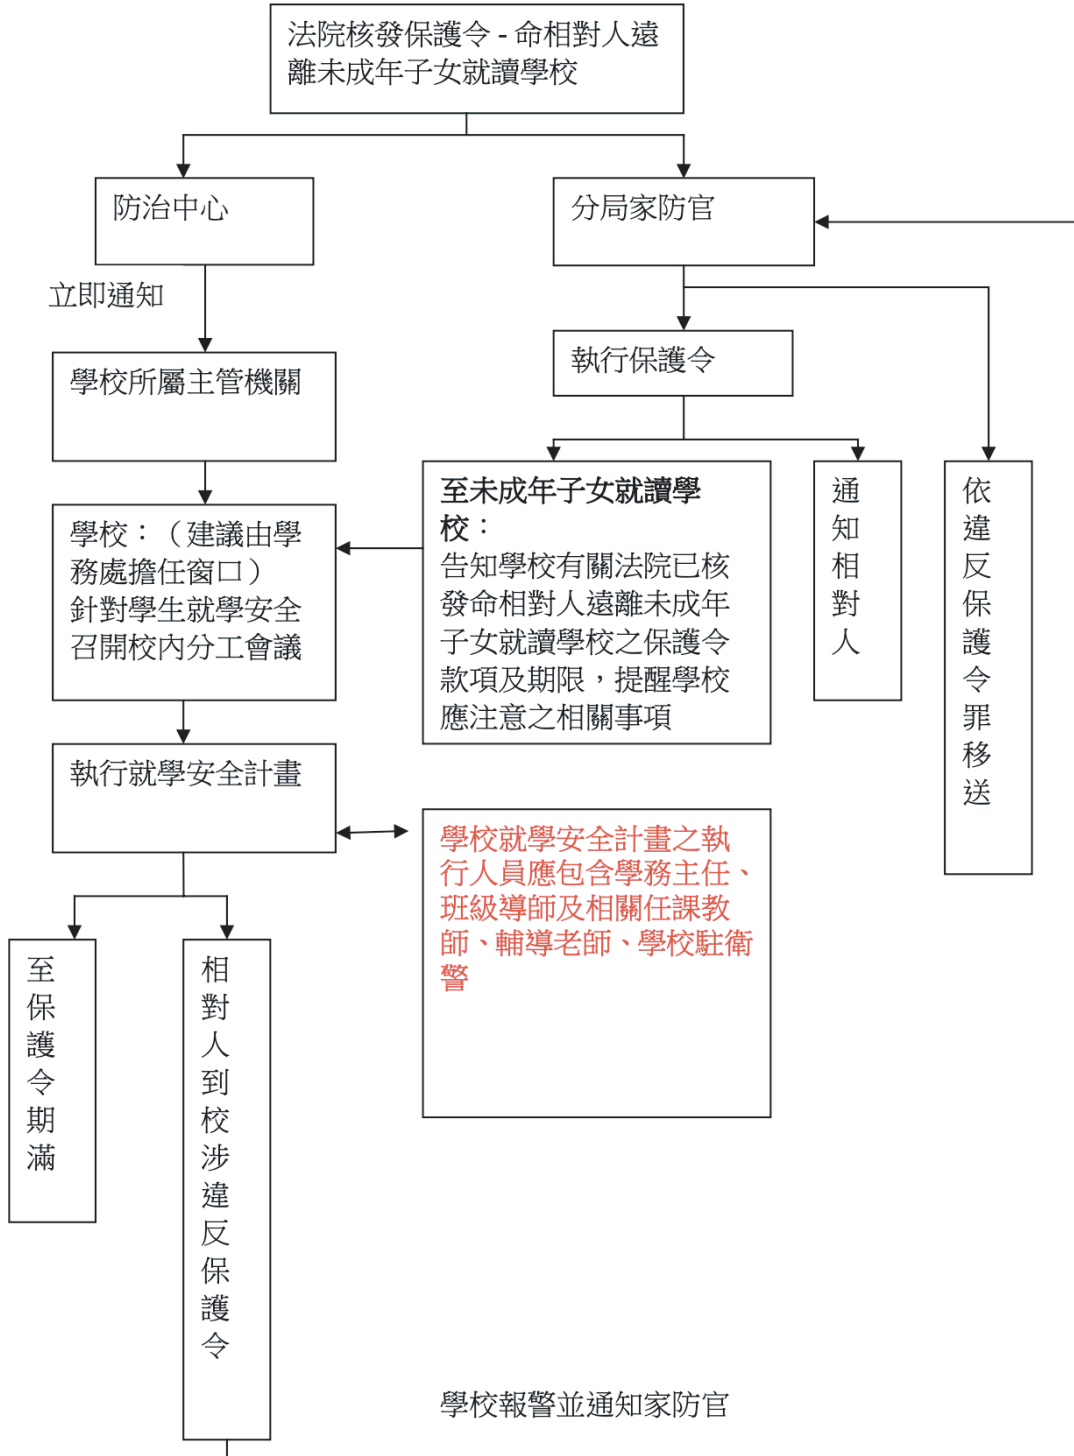 法院核發保護令 - 命相對人遠
離未成年子女就讀學校
防治中心
分局家防官
立即通知
學校所屬主管機關
執行保護令
學校：（建議由學
務處擔任窗口）
針對學生就學安全
召開校內分工會議
至未成年子女就讀學
校：
告知學校有關法院已核
發命相對人遠離未成年
子女就讀學校之保護令
款項及期限，提醒學校
應注意之相關事項
通知相對人
依違反保護令罪移送
執行就學安全計畫
學校就學安全計畫之執
行人員應包含學務主任、
班級導師及相關任課教
師、輔導老師、學校駐衛
警
至保護令期滿
相對人到校涉違反保護令
學校報警並通知家防官